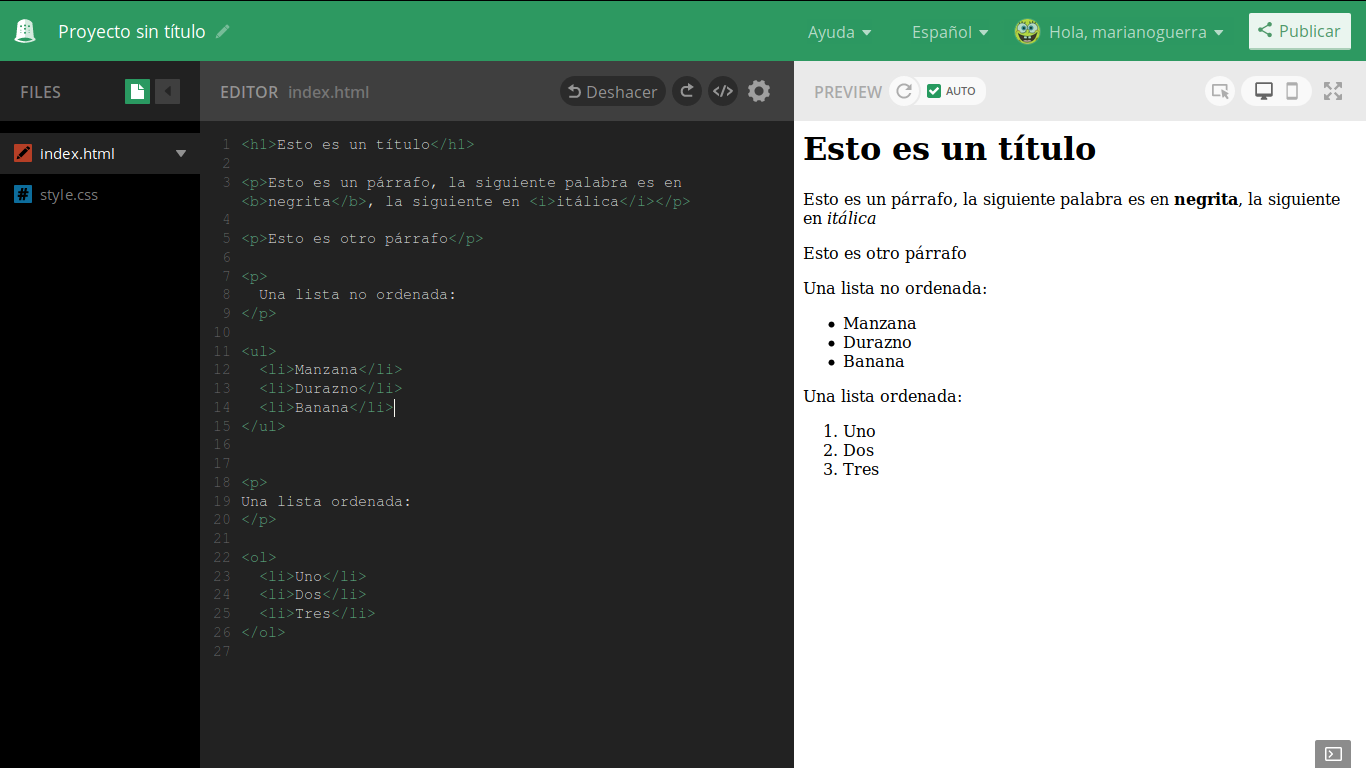 Proyecto sin título
Ayuda
Español
Hola, marianoguerra
Publicar
FILES
index.html
style.css
EDITOR index.html
Deshacer
</>
1 <h1>Esto es un título</h1>
2
3 <p>Esto es un párrafo, la siguiente palabra es en
<b>negrita</b>, la siguiente en <i>itálica</i></p>
4
5 <p>Esto es otro párrafo</p>
6
7 <p>
8 Una lista no ordenada:
9 </p>
10
11 <ul>
12 <li>Manzana</li>
13 <li>Durazno</li>
14 <li>Banana</li>
15 </ul>
16
17
18 <p>
19 Una lista ordenada:
20 </p>
21
22 <ol>
23 <li>Uno</li>
24 <li>Dos</li>
25 <li>Tres</li>
26 </ol>
27
PREVIEW
AUTO
Esto es un título
Esto es un párrafo, la siguiente palabra es en negrita, la siguiente
en itálica
Esto es otro párrafo
Una lista no ordenada:
• Manzana
• Durazno
• Banana
Una lista ordenada:
1. Uno
2. Dos
3. Tres